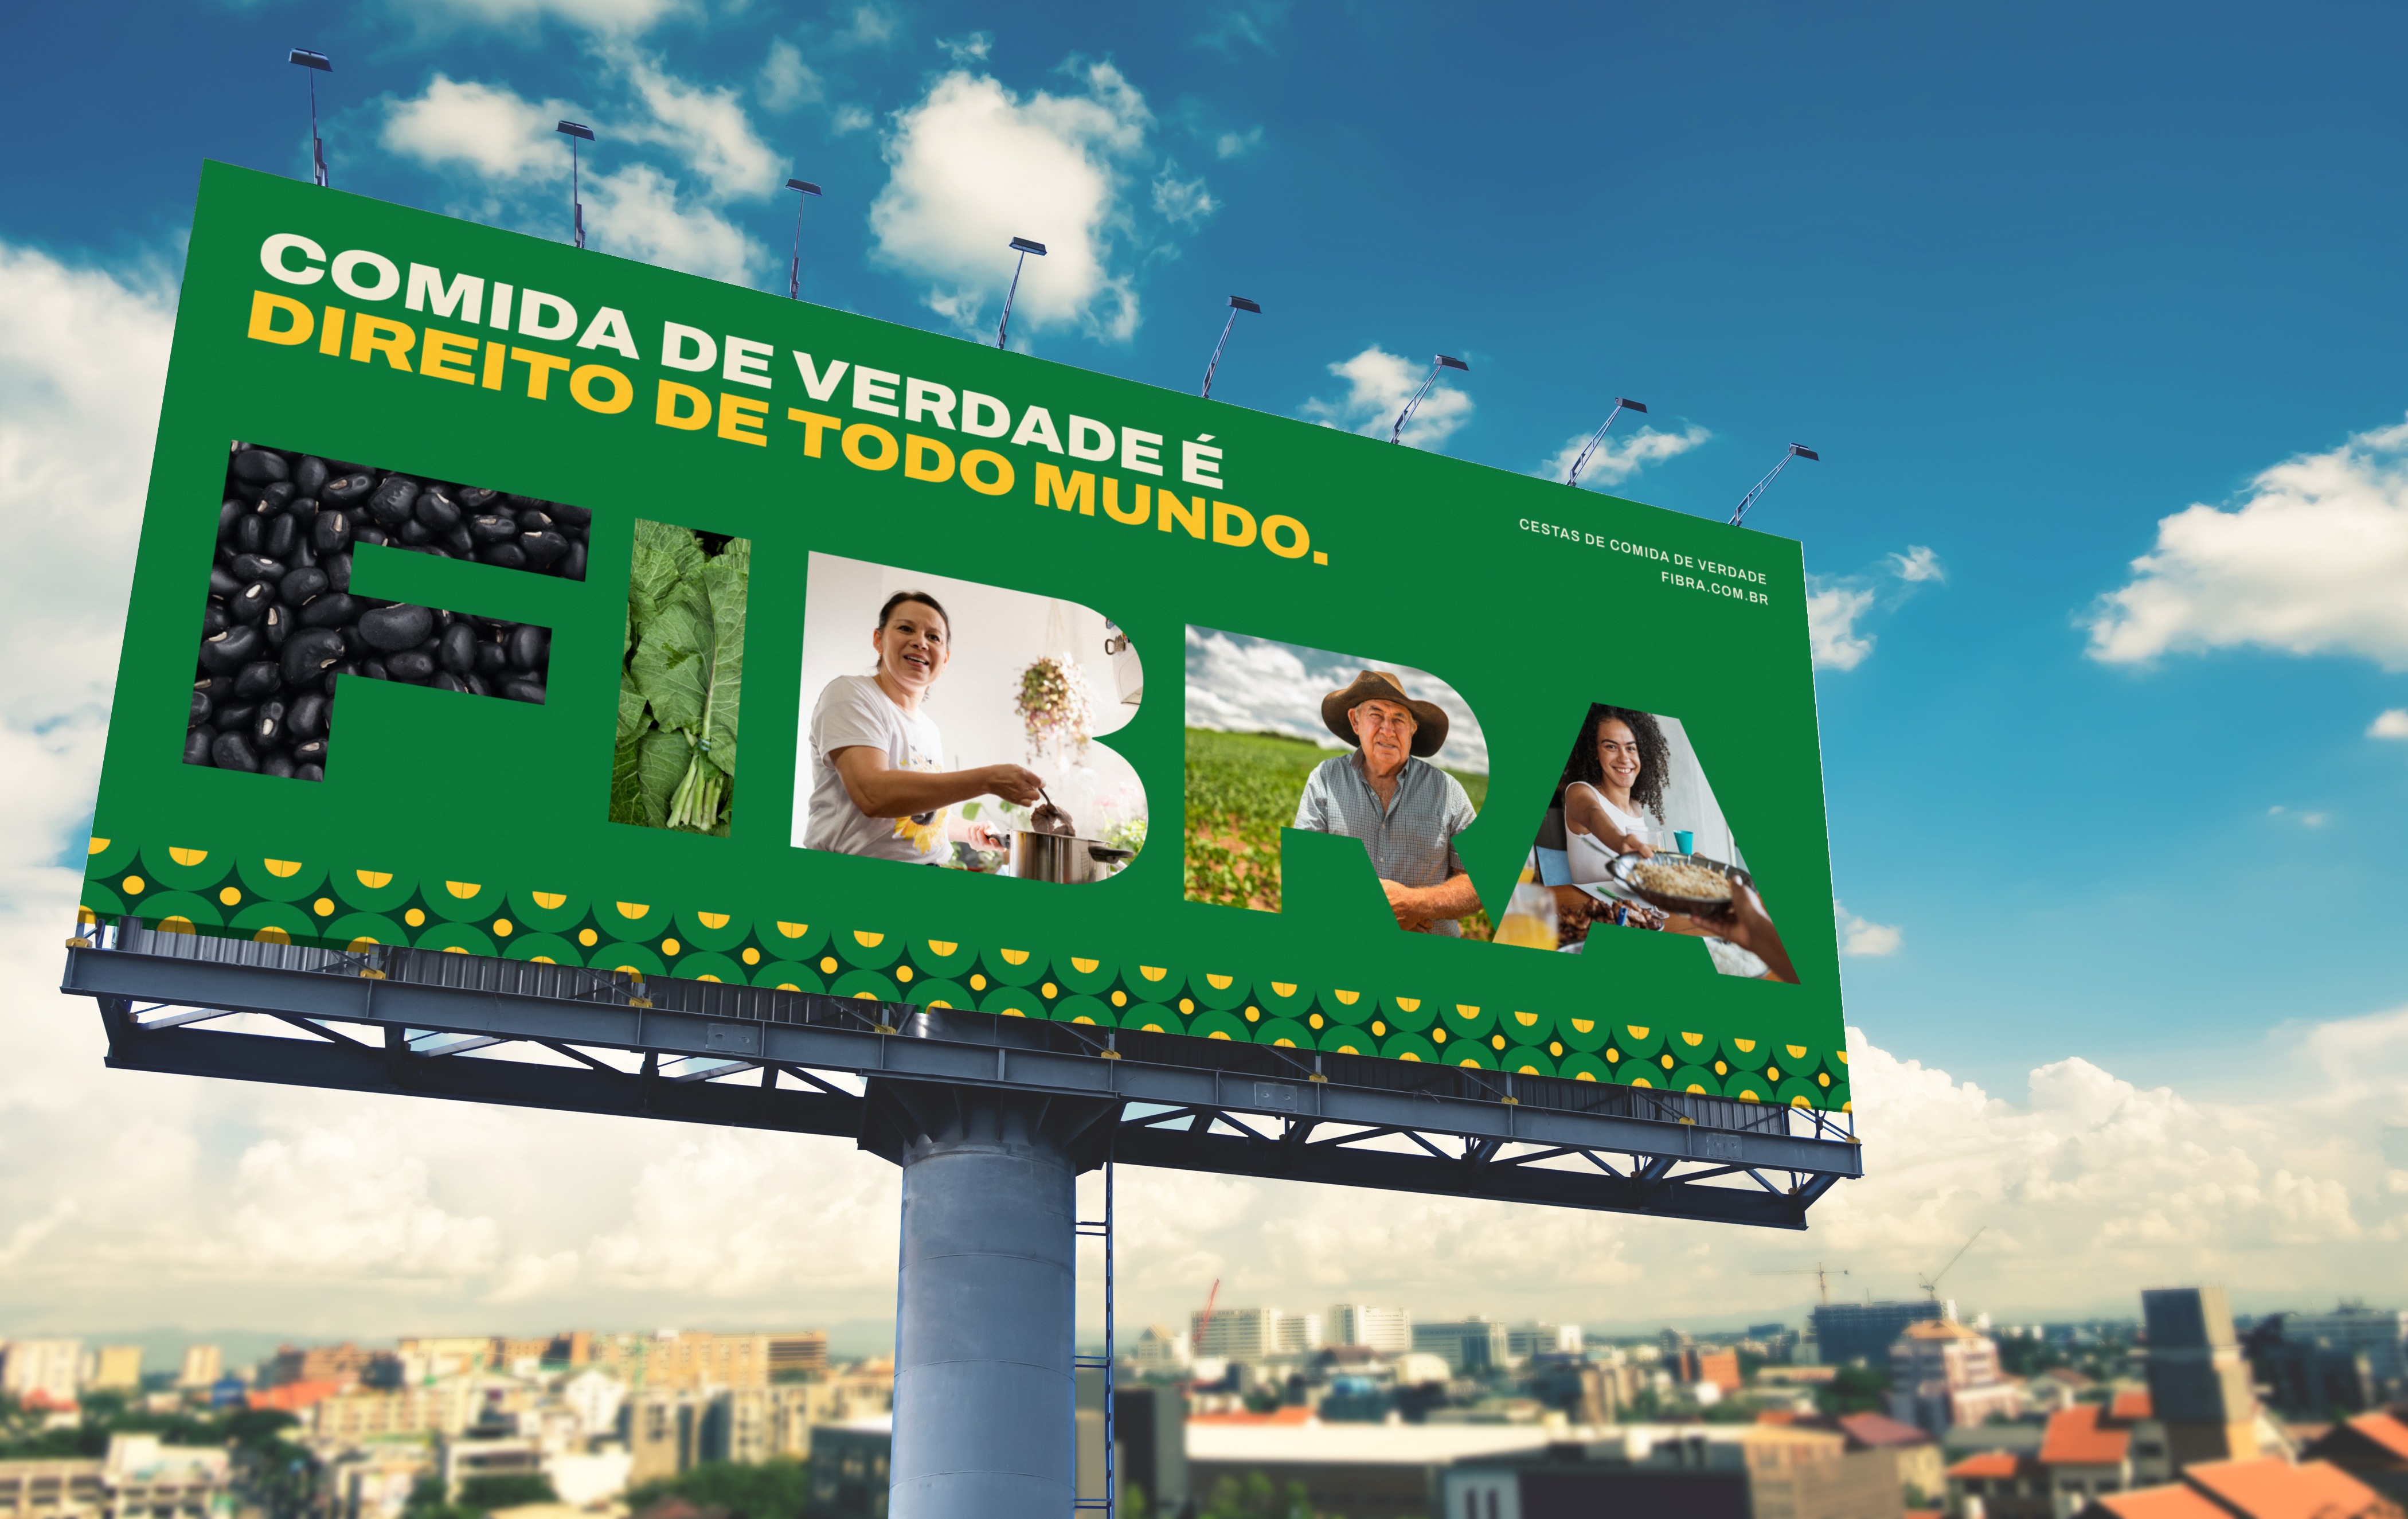 COMIDA DE VERDADE É
DIREITO DE TODO MUNDO.
CESTAS DE COMIDA DE VERDADE
FIBRA.COM.BR
FIBRA